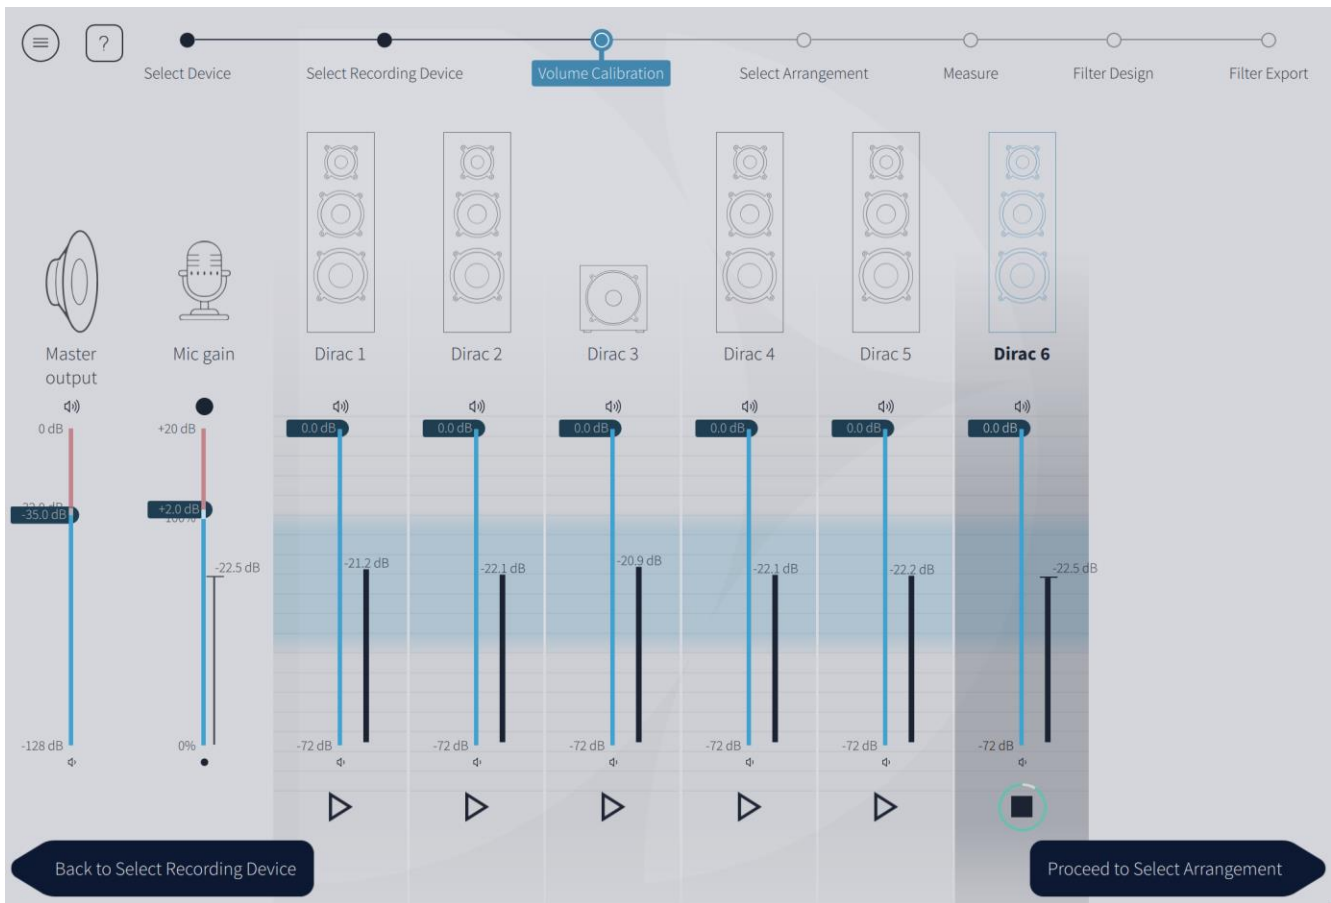 ?
Select Device
Select Recording Device
Volume Calibration
Select Arrangement
Measure
Filter Design
Filter Export
Master
output
Mic gain
Dirac 1
Dirac 2
Dirac 3
Dirac 4
Dirac 5
Dirac 6
0 dB
+20 dB
0.0 dB
0.0 dB
0.0 dB
0.0 dB
0.0 dB
0.0 dB
-35.0 dB
+2.0 dB
100%
-22.5 dB
-21.2 dB
-22.1 dB
-20.9 dB
-22.1 dB
-22.2 dB
-22.5 dB
-128 dB
0%
-72 dB
-72 dB
-72 dB
-72 dB
-72 dB
-72 dB
Back to Select Recording Device
Proceed to Select Arrangement